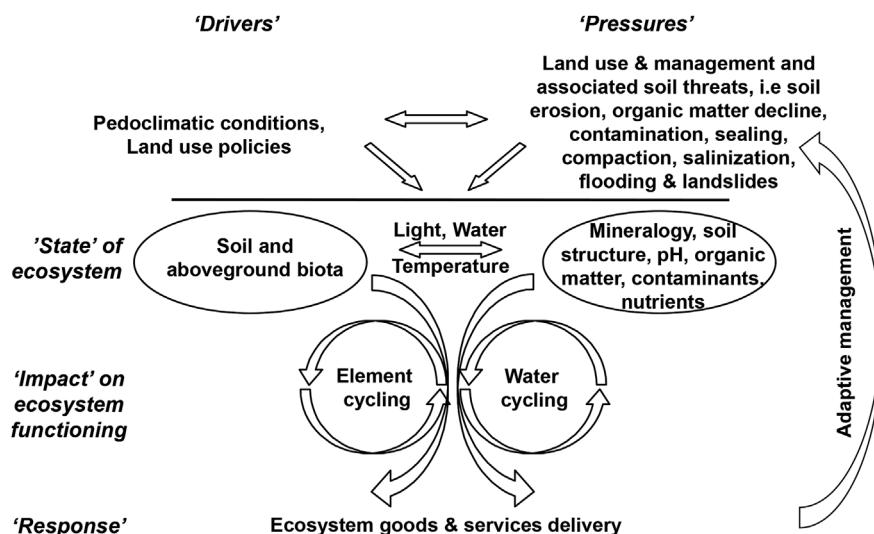 ‘Drivers’
‘Pressures’
Pedoclimatic conditions,
Land use policies
Land use & management and
associated soil threats, i.e soil
erosion, organic matter decline,
contamination, sealing,
compaction, salinization,
flooding & landslides
’State’ of
ecosystem
Soil and
aboveground biota
Light, Water
Temperature
Mineralogy, soil
structure, pH, organic
matter, contaminants,
nutrients
‘Impact’ on
ecosystem
functioning
Element
cycling
Water
cycling
Adaptive management
‘Response’
Ecosystem goods & services delivery